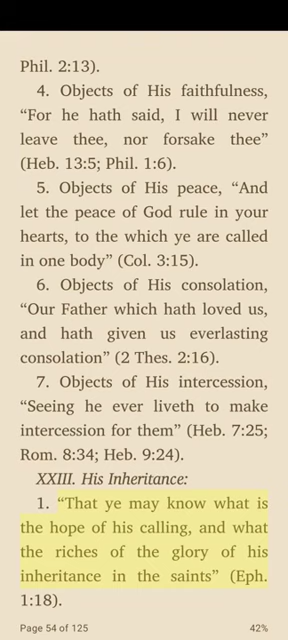 Phil. 2:13).
4. Objects of His faithfulness,
“For he hath said, I will never
leave thee, nor forsake thee”
(Heb. 13:5; Phil. 1:6).
5. Objects of His peace, “And
let the peace of God rule in your
hearts, to the which ye are called
in one body” (Col. 3:15).
6. Objects of His consolation,
“Our Father which hath loved us,
and hath given us everlasting
consolation” (2 Thes. 2:16).
7. Objects of His intercession,
“Seeing he ever liveth to make
intercession for them” (Heb. 7:25;
Rom. 8:34; Heb. 9:24).
XXIII. His Inheritance:
1. “That ye may know what is
the hope of his calling, and what
the riches of the glory of his
inheritance in the saints” (Eph.
1:18).
Page 54 of 125 42%